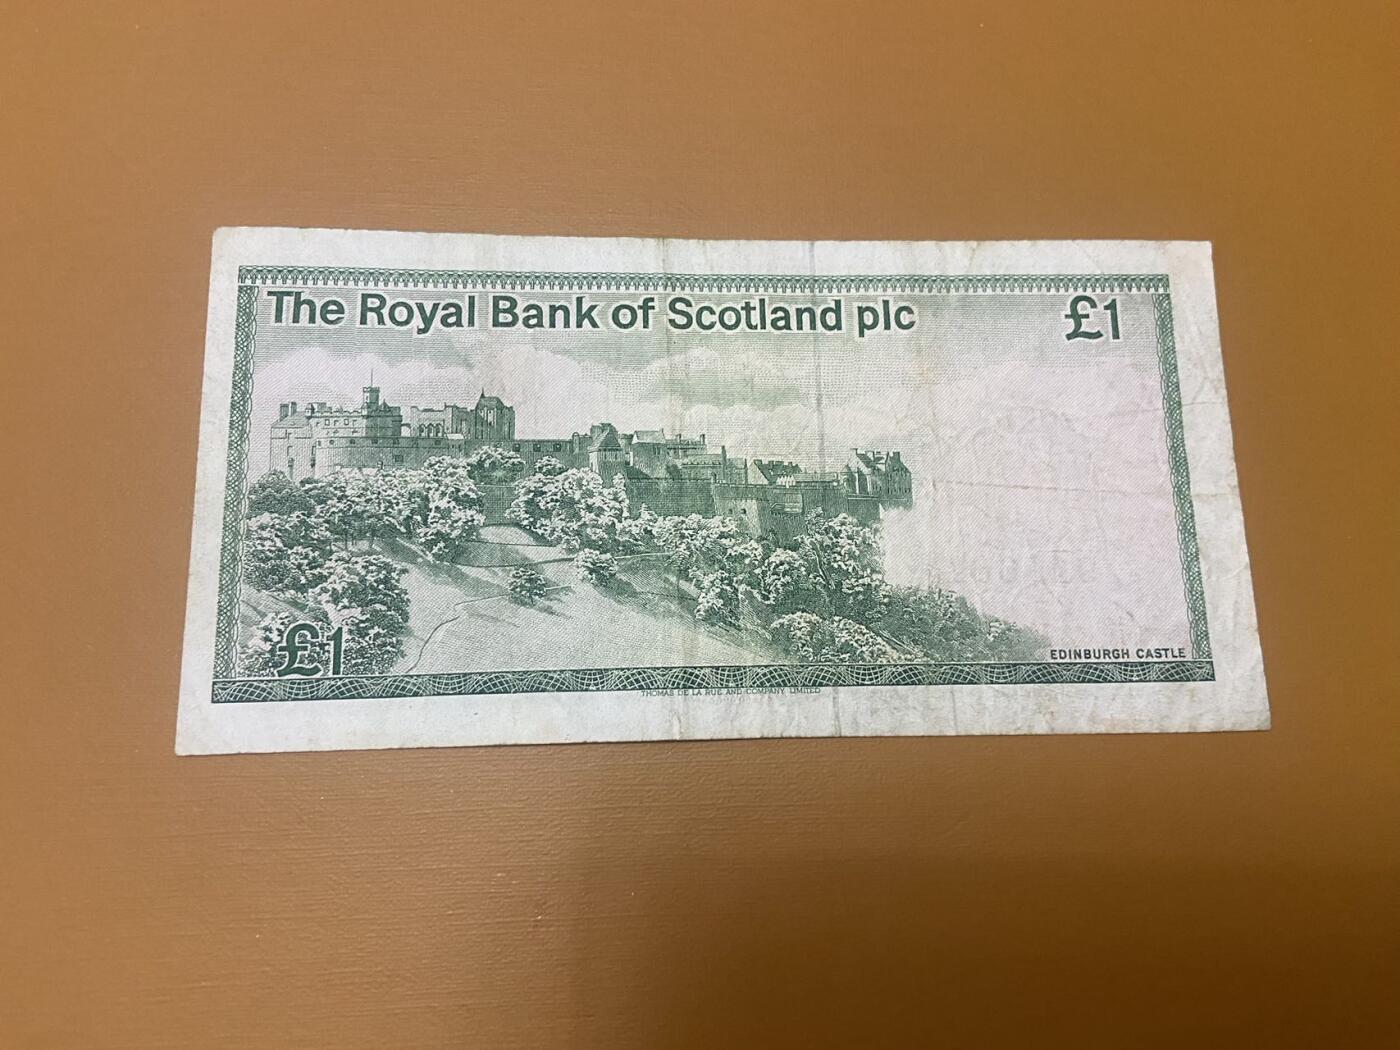 The Royal Bank of Scotland plc £1
£1
EDINBURGH CASTLE
THOMAS DE LA RUE AND COMPANY, LIMITED